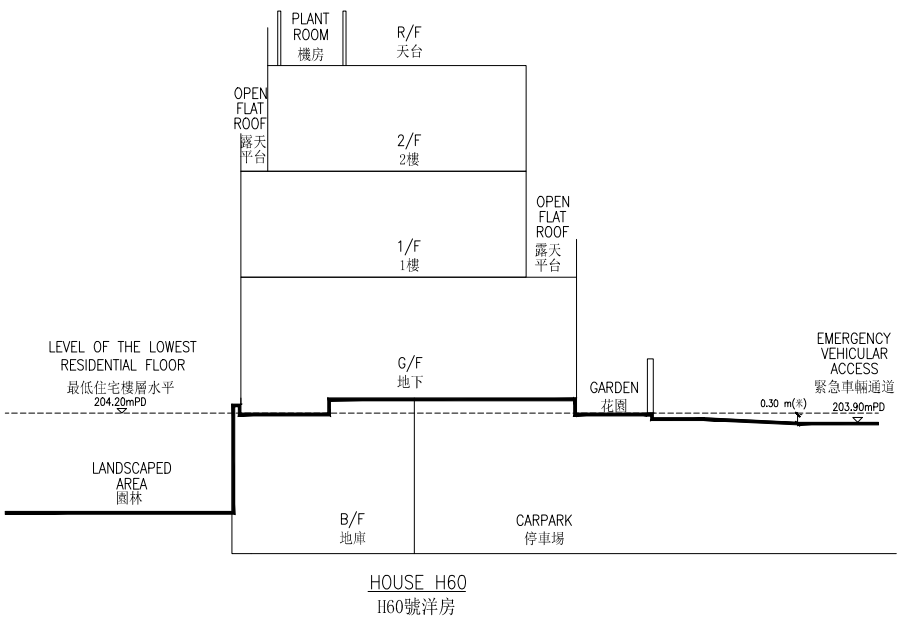 PLANT
ROOM
機房
R/F
天台
OPEN
FLAT
ROOF
露天
平台
2/F
2樓
OPEN
FLAT
ROOF
露天
平台
1/F
1樓
LEVEL OF THE LOWEST
RESIDENTIAL FLOOR
最低住宅樓層水平
204.20mPD
G/F
地下
GARDEN
花園
EMERGENCY
VEHICULAR
ACCESS
緊急車輛通道
0.30 m(米)
203.90mPD
LANDSCAPED
AREA
園林
B/F
地庫
CARPARK
停車場
HOUSE H60
H60號洋房